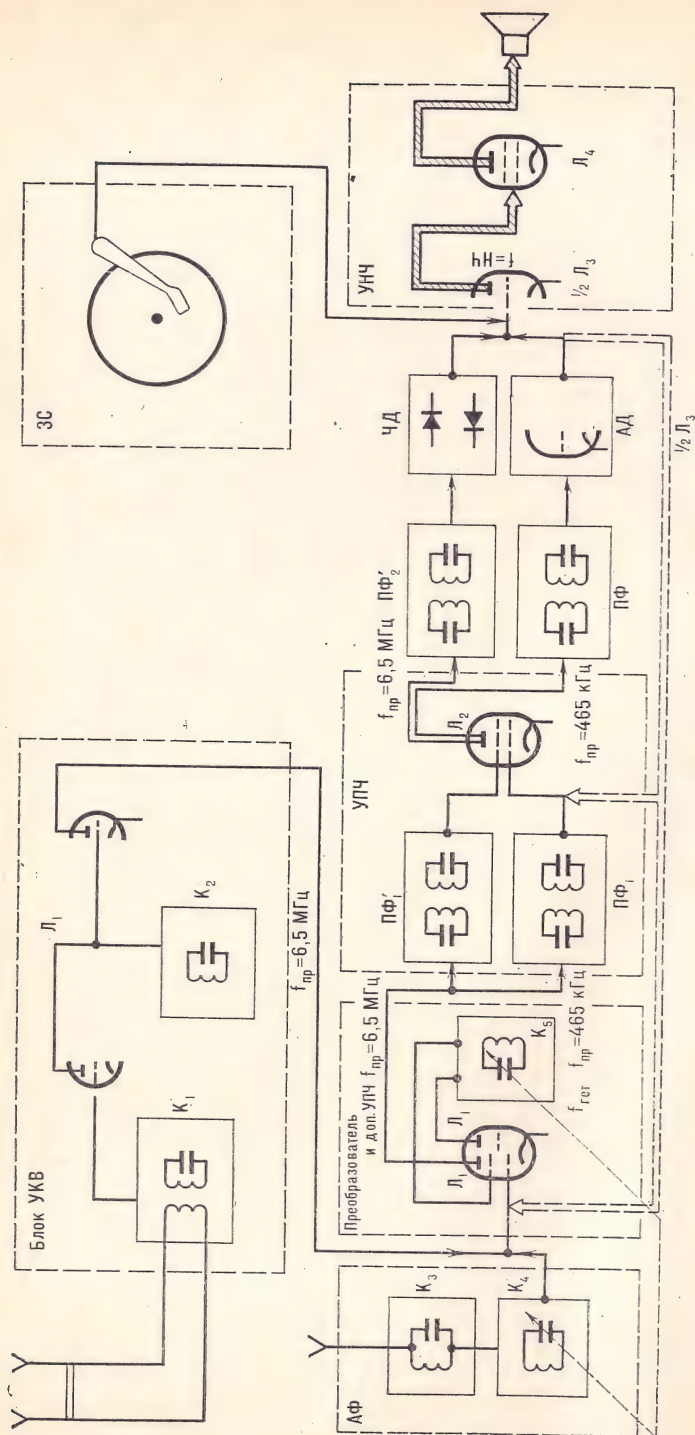 Блок УКВ
К₁
Л₁
К₂
fпр=6,5 МГц
ЗС
АФ
К₃
К₄
Преобразователь
и доп. УПЧ fпр=6,5 МГц
Л₁
Л₁
К₅
fгет fпр=465 кГц
УПЧ
ПФ′₁
ПФ₁
Л₂
fпр=6,5 МГц
fпр=465 кГц
ПФ′₂
ПФ
ЧД
АД
½ Л₃
УНЧ
f=НЧ
½ Л₃
Л₄